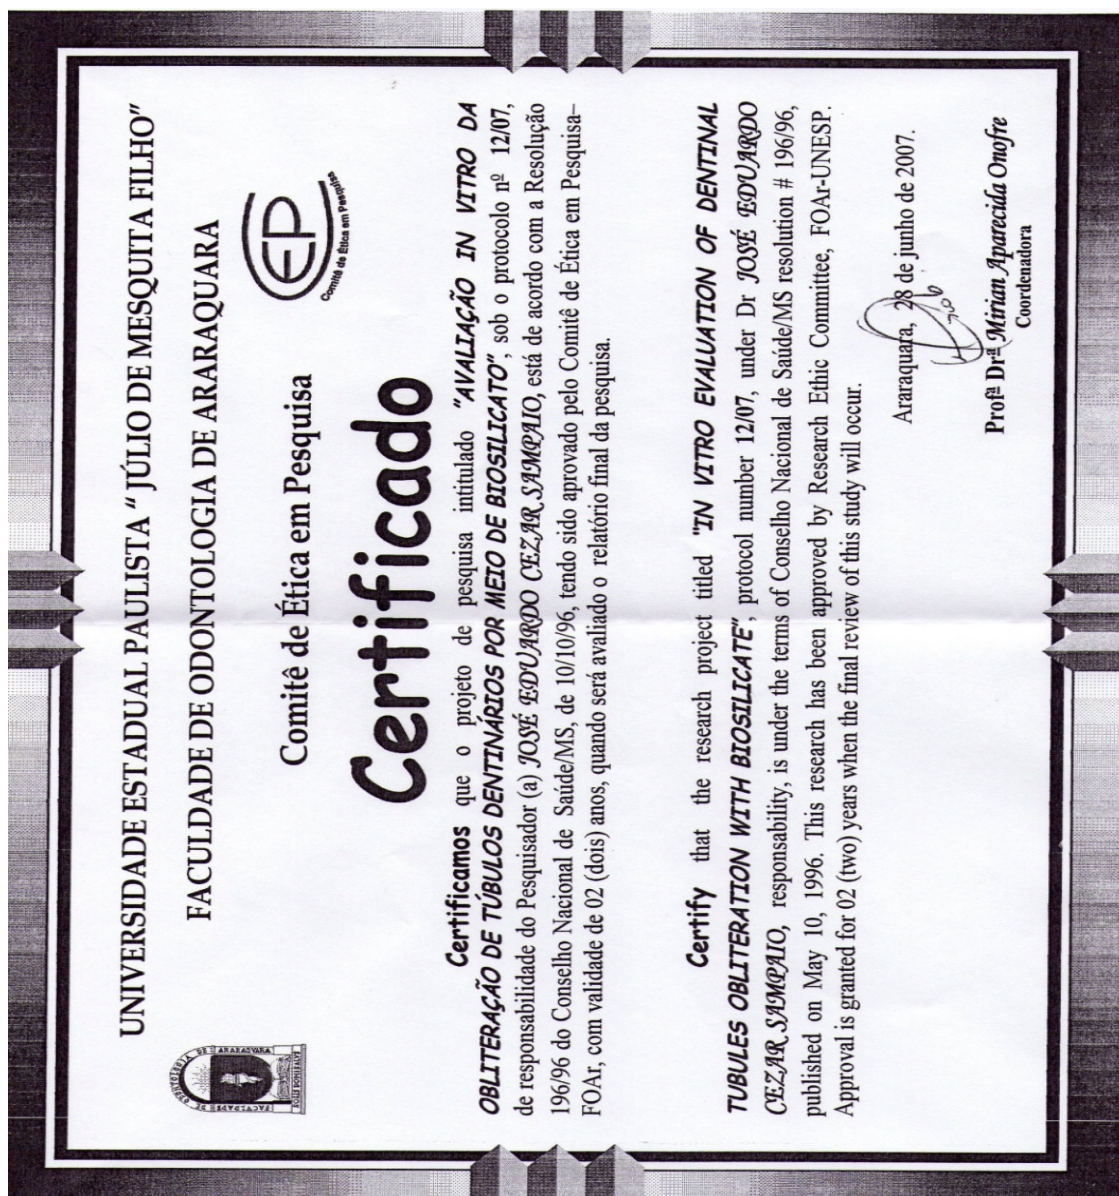 UNIVERSIDADE ESTADUAL PAULISTA " JÚLIO DE MESQUITA FILHO"
FACULDADE DE ODONTOLOGIA DE ARARAQUARA
FACULDADE DE ODONTOLOGIA DE ARARAQUARA
Comitê de Ética em Pesquisa
CEP
Comitê de Ética em Pesquisa
Certificado
Certificamos que o projeto de pesquisa intitulado "AVALIAÇÃO IN VITRO DA
OBLITERAÇÃO DE TÚBULOS DENTINÁRIOS POR MEIO DE BIOSILICATO", sob o protocolo nº 12/07,
de responsabilidade do Pesquisador (a) JOSÉ EDUARDO CEZAR SAMPAIO, está de acordo com a Resolução
196/96 do Conselho Nacional de Saúde/MS, de 10/10/96, tendo sido aprovado pelo Comitê de Ética em Pesquisa–
FOAr, com validade de 02 (dois) anos, quando será avaliado o relatório final da pesquisa.
Certify that the research project titled "IN VITRO EVALUATION OF DENTINAL
TUBULES OBLITERATION WITH BIOSILICATE", protocol number 12/07, under Dr JOSÉ EDUARDO
CEZAR SAMPAIO, responsability, is under the terms of Conselho Nacional de Saúde/MS resolution # 196/96,
published on May 10, 1996. This research has been approved by Research Ethic Committee, FOAr-UNESP.
Approval is granted for 02 (two) years when the final review of this study will occur.
Araraquara, 28 de junho de 2007.
Profª Drª Mirian Aparecida Onofre
Coordenadora